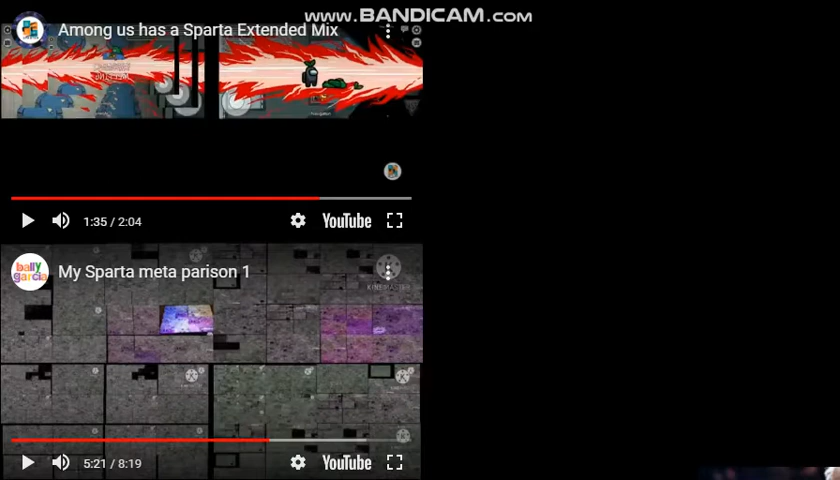 www.BANDICAM.com
Among us has a Sparta Extended Mix
1:35 / 2:04
YouTube
bally
garcia
My Sparta meta parison 1
KINEMASTER
5:21 / 8:19
YouTube